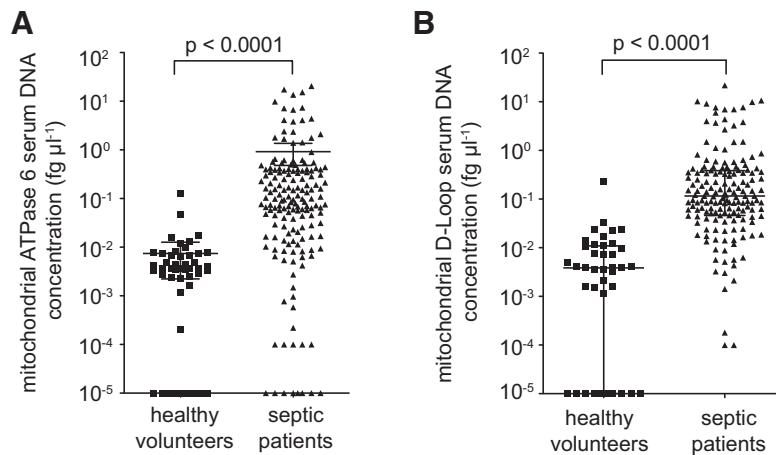 A
p < 0.0001
mitochondrial ATPase 6 serum DNA
concentration (fg µl⁻¹)
10²
10¹
10⁰
10⁻¹
10⁻²
10⁻³
10⁻⁴
10⁻⁵
healthy
volunteers
septic
patients
B
p < 0.0001
mitochondrial D-Loop serum DNA
concentration (fg µl⁻¹)
10²
10¹
10⁰
10⁻¹
10⁻²
10⁻³
10⁻⁴
10⁻⁵
healthy
volunteers
septic
patients